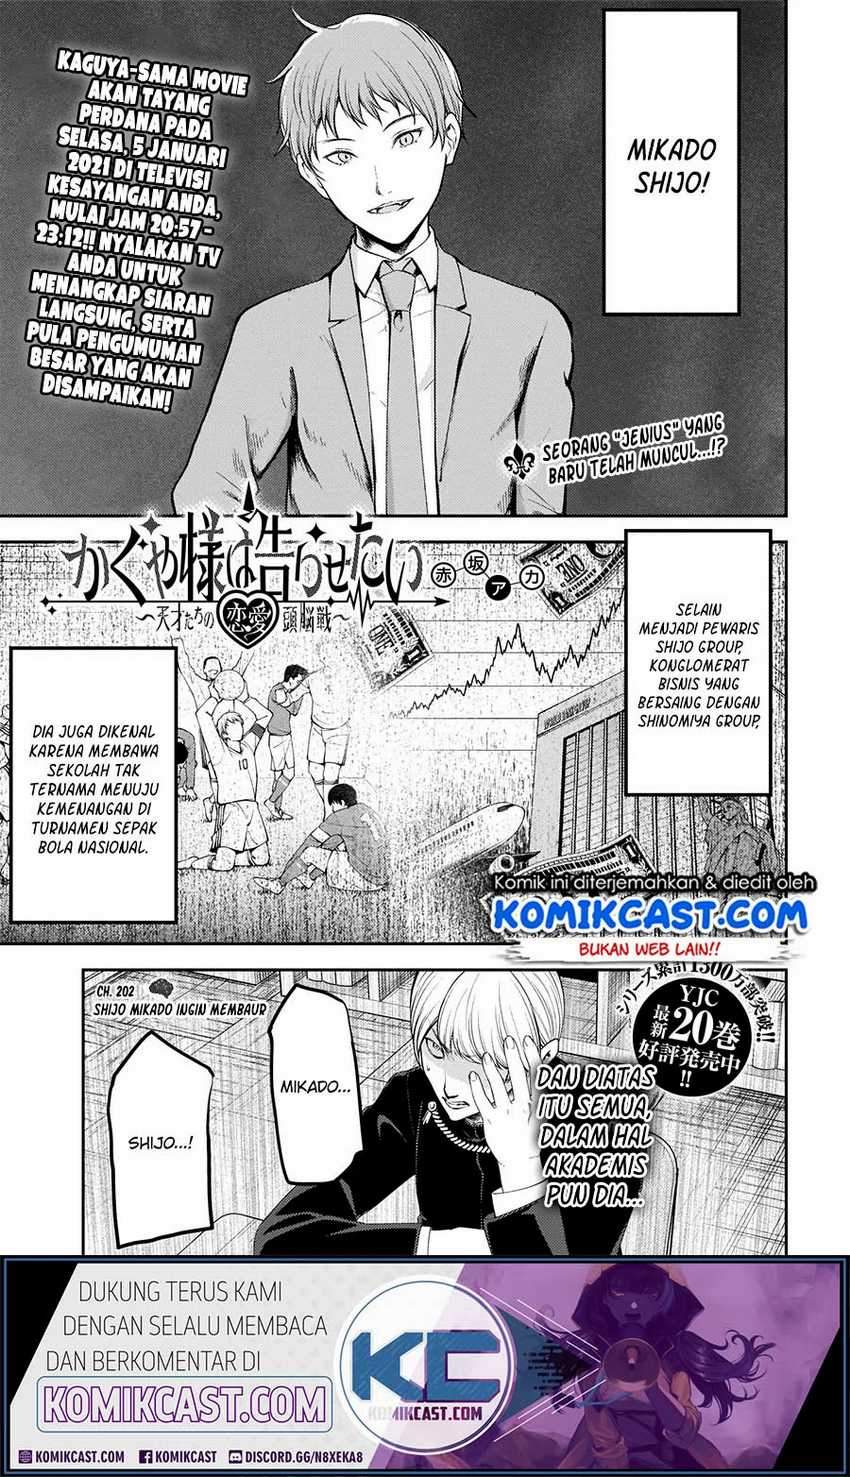 KAGUYA-SAMA MOVIE
AKAN TAYANG
PERDANA PADA
SELASA, 5 JANUARI
2021 DI TELEVISI
KESAYANGAN ANDA,
MULAI JAM 20:57 -
23:12!! NYALAKAN TV
ANDA UNTUK
MENANGKAP SIARAN
LANGSUNG, SERTA
PULA PENGUMUMAN
BESAR YANG AKAN
DISAMPAIKAN!
MIKADO
SHIJO!
SEORANG "JENIUS" YANG
BARU TELAH MUNCUL...!?
かぐや様は告らせたい
~天才たちの恋愛頭脳戦~
赤坂アカ
ONE
ONE
SELAIN
MENJADI PEWARIS
SHIJO GROUP,
KONGLOMERAT
BISNIS YANG
BERSAING DENGAN
SHINOMIYA GROUP,
DIA JUGA DIKENAL
KARENA MEMBAWA
SEKOLAH TAK
TERNAMA MENUJU
KEMENANGAN DI
TURNAMEN SEPAK
BOLA NASIONAL.
10
Komik ini diterjemahkan & diedit oleh
KOMIKCAST.COM
BUKAN WEB LAIN!!
CH. 202
SHIJO MIKADO INGIN MEMBAUR
シリーズ累計1300万部突破!!
YJC
最新20巻
好評発売中
!!
MIKADO...
SHIJO...!
DAN DIATAS
ITU SEMUA,
DALAM HAL
AKADEMIS
PUN DIA...
DUKUNG TERUS KAMI
DENGAN SELALU MEMBACA
DAN BERKOMENTAR DI
KOMIKCAST.COM
KC
KOMIKCAST.COM
KOMIKCAST.COM
KOMIKCAST
DISCORD.GG/N8XEKA8